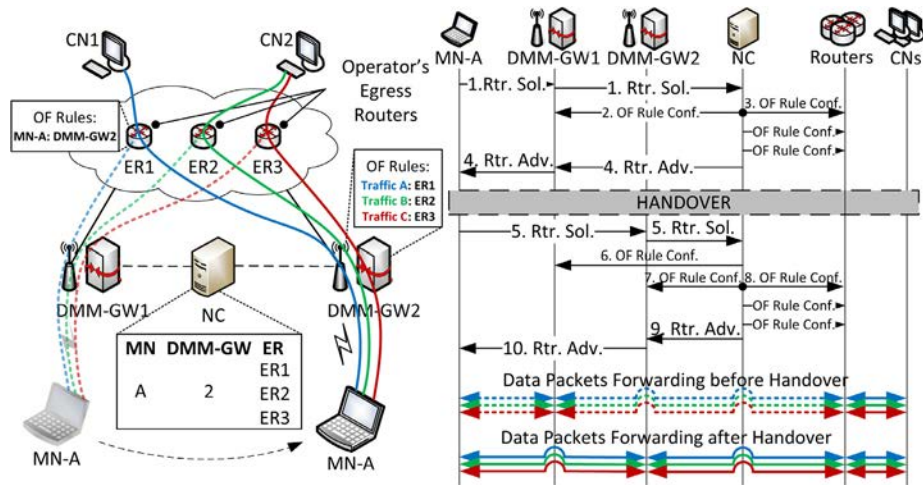 CN1
CN2
Operator's
Egress
Routers
OF Rules:
MN-A: DMM-GW2
ER1
ER2
ER3
OF Rules:
Traffic A: ER1
Traffic B: ER2
Traffic C: ER3
DMM-GW1
NC
DMM-GW2
MN DMM-GW ER
ER1
A 2 ER2
ER3
MN-A
MN-A
MN-A DMM-GW1 DMM-GW2 NC Routers CNs
1.Rtr. Sol.
1. Rtr. Sol.
2. OF Rule Conf.
3. OF Rule Conf.
OF Rule Conf.
OF Rule Conf.
4. Rtr. Adv.
4. Rtr. Adv.
HANDOVER
5. Rtr. Sol.
5. Rtr. Sol.
6. OF Rule Conf.
7. OF Rule Conf.
8. OF Rule Conf.
OF Rule Conf.
OF Rule Conf.
9. Rtr. Adv.
10. Rtr. Adv.
Data Packets Forwarding before Handover
Data Packets Forwarding after Handover